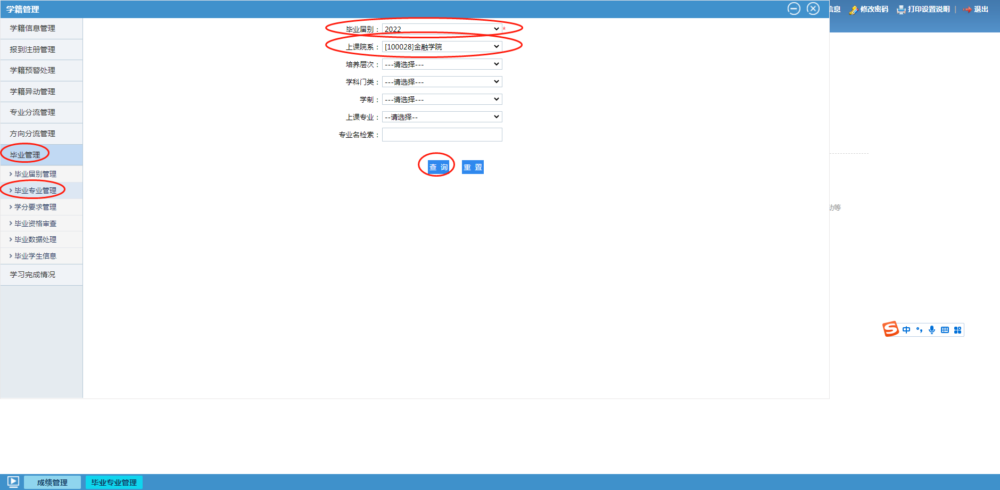 学籍管理
信息 修改密码 打印设置说明 | 退出
学籍信息管理
报到注册管理
学籍预警处理
学籍异动管理
专业分流管理
方向分流管理
毕业管理
毕业届别管理
毕业专业管理
学分要求管理
毕业资格审查
毕业数据处理
毕业学生信息
学习完成情况
毕业届别： 2022 *
上课院系： [100028]金融学院
培养层次： ---请选择---
学科门类： ---请选择---
学制： ---请选择---
上课专业： --请选择--
专业名检索：
查 询 重 置
动等
中
成绩管理 毕业专业管理